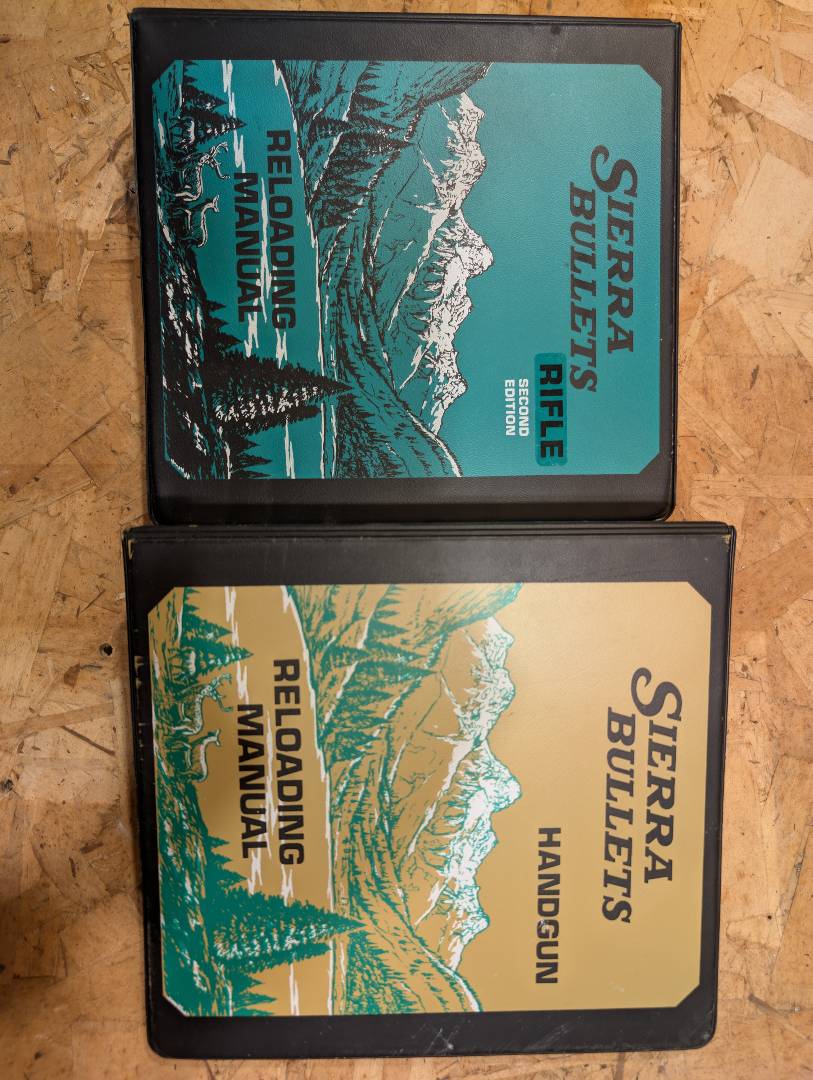 SIERRA
BULLETS
RIFLE
SECOND
EDITION
RELOADING
MANUAL
SIERRA
BULLETS
HANDGUN
RELOADING
MANUAL